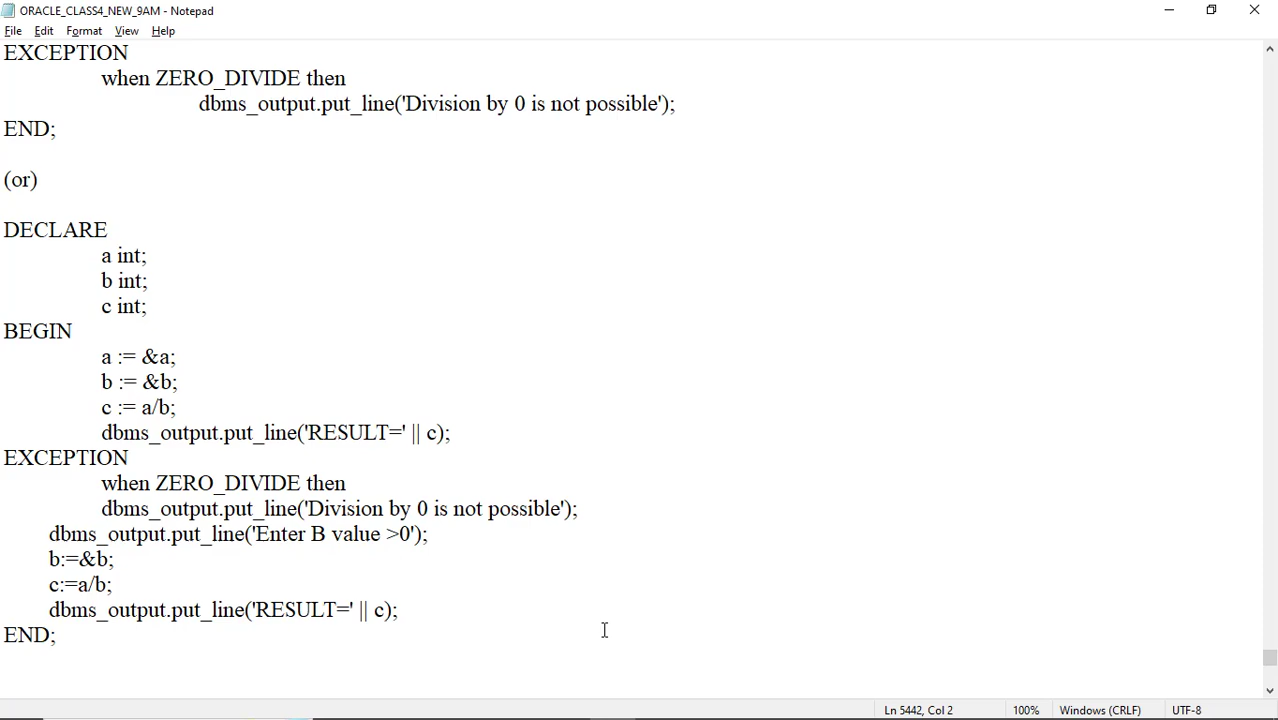 ORACLE_CLASS4_NEW_9AM - Notepad
File Edit Format View Help
EXCEPTION
when ZERO_DIVIDE then
dbms_output.put_line('Division by 0 is not possible');
END;
(or)
DECLARE
a int;
b int;
c int;
BEGIN
a := &a;
b := &b;
c := a/b;
dbms_output.put_line('RESULT=' || c);
EXCEPTION
when ZERO_DIVIDE then
dbms_output.put_line('Division by 0 is not possible');
dbms_output.put_line('Enter B value >0');
b:=&b;
c:=a/b;
dbms_output.put_line('RESULT=' || c);
END;
Ln 5442, Col 2 100% Windows (CRLF) UTF-8